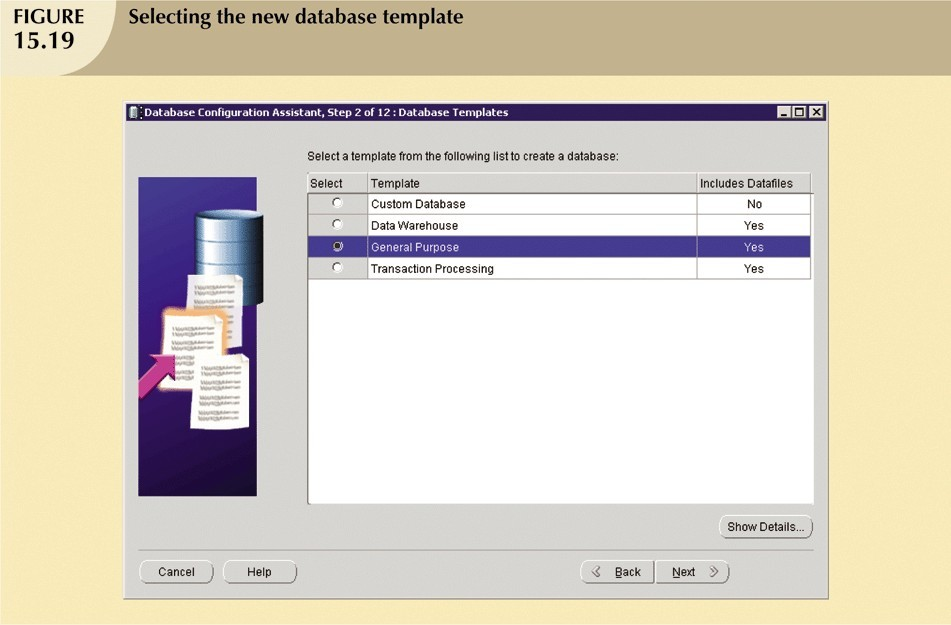 FIGURE
15.19
Selecting the new database template
Database Configuration Assistant, Step 2 of 12 : Database Templates
Select a template from the following list to create a database:
Select Template Includes Datafiles
Custom Database No
Data Warehouse Yes
General Purpose Yes
Transaction Processing Yes
Show Details...
Cancel Help Back Next